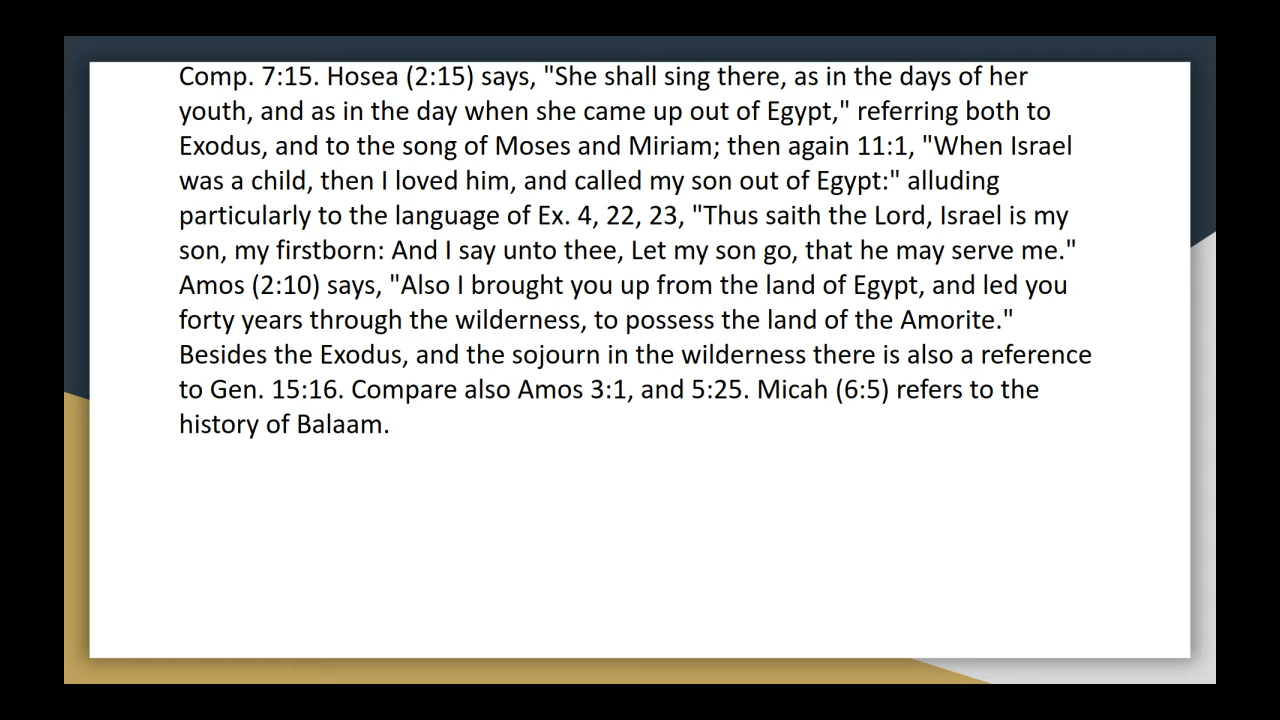 Comp. 7:15. Hosea (2:15) says, "She shall sing there, as in the days of her
youth, and as in the day when she came up out of Egypt," referring both to
Exodus, and to the song of Moses and Miriam; then again 11:1, "When Israel
was a child, then I loved him, and called my son out of Egypt:" alluding
particularly to the language of Ex. 4, 22, 23, "Thus saith the Lord, Israel is my
son, my firstborn: And I say unto thee, Let my son go, that he may serve me."
Amos (2:10) says, "Also I brought you up from the land of Egypt, and led you
forty years through the wilderness, to possess the land of the Amorite."
Besides the Exodus, and the sojourn in the wilderness there is also a reference
to Gen. 15:16. Compare also Amos 3:1, and 5:25. Micah (6:5) refers to the
history of Balaam.